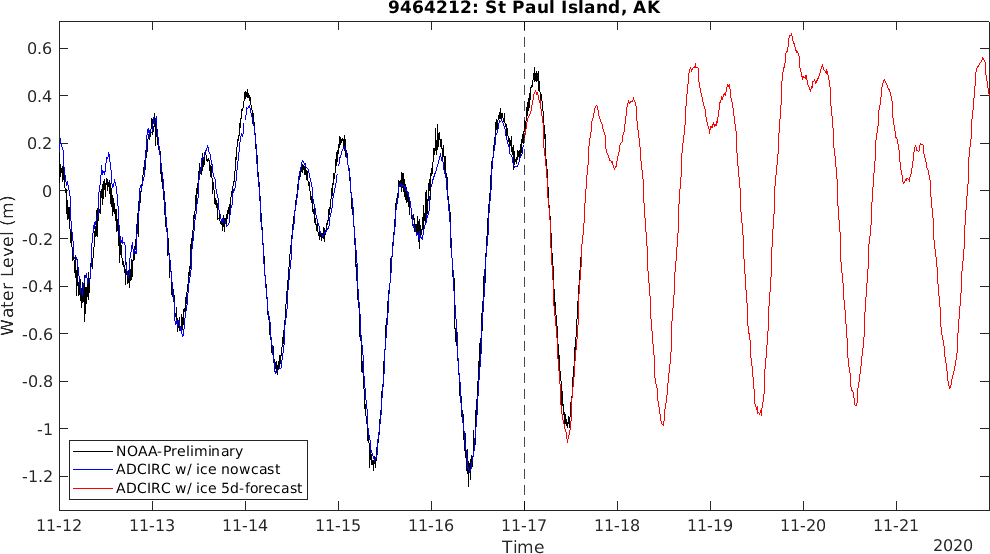 9464212: St Paul Island, AK
Water Level (m)
0.6
0.4
0.2
0
-0.2
-0.4
-0.6
-0.8
-1
-1.2
NOAA-Preliminary
ADCIRC w/ ice nowcast
ADCIRC w/ ice 5d-forecast
11-12 11-13 11-14 11-15 11-16 11-17 11-18 11-19 11-20 11-21
Time
2020